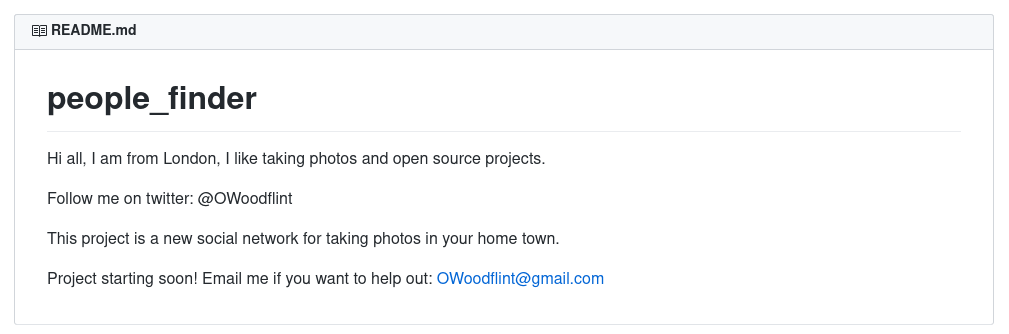 README.md
people_finder
Hi all, I am from London, I like taking photos and open source projects.
Follow me on twitter: @OWoodflint
This project is a new social network for taking photos in your home town.
Project starting soon! Email me if you want to help out: OWoodflint@gmail.com